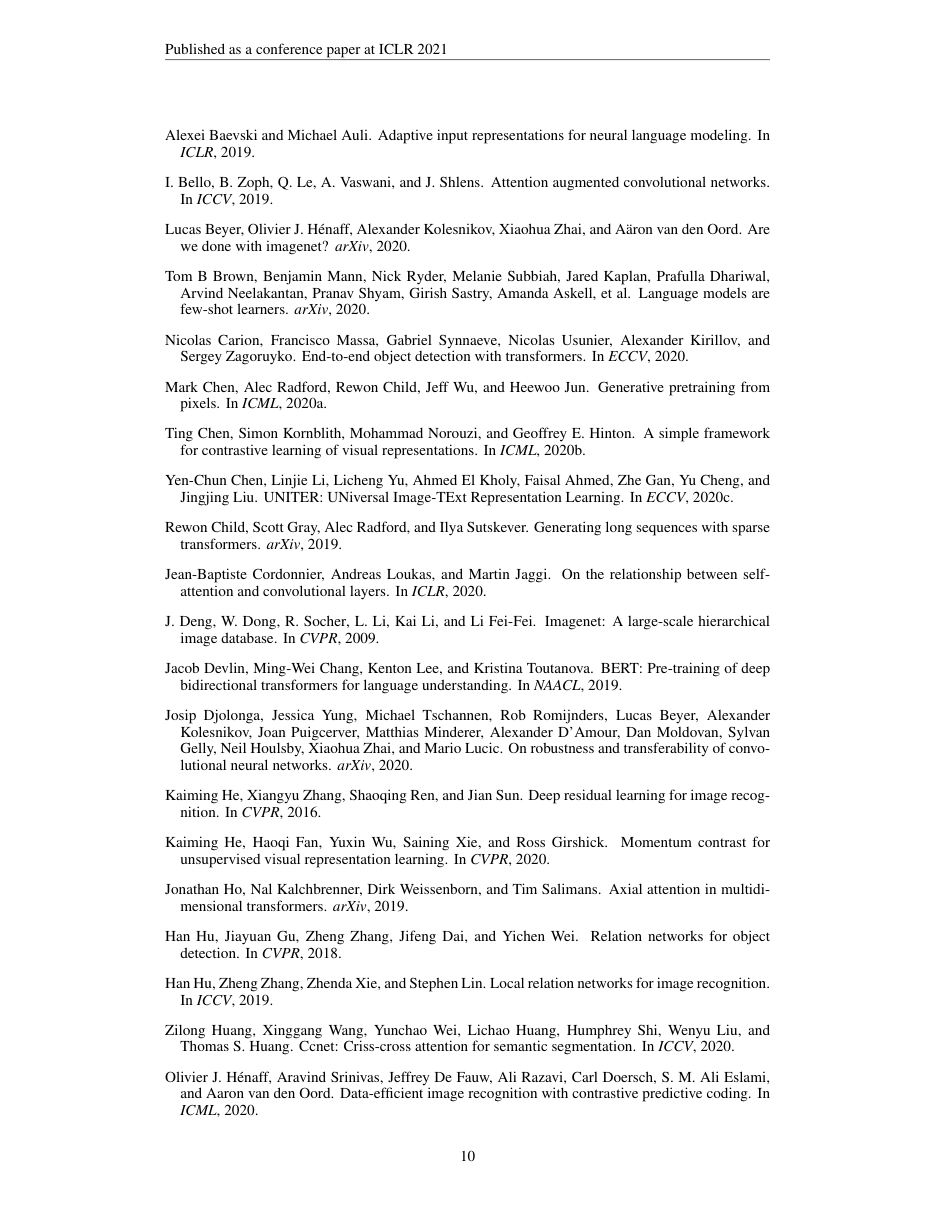 Published as a conference paper at ICLR 2021
Alexei Baevski and Michael Auli. Adaptive input representations for neural language modeling. In
ICLR, 2019.
I. Bello, B. Zoph, Q. Le, A. Vaswani, and J. Shlens. Attention augmented convolutional networks.
In ICCV, 2019.
Lucas Beyer, Olivier J. Hénaff, Alexander Kolesnikov, Xiaohua Zhai, and Aäron van den Oord. Are
we done with imagenet? arXiv, 2020.
Tom B Brown, Benjamin Mann, Nick Ryder, Melanie Subbiah, Jared Kaplan, Prafulla Dhariwal,
Arvind Neelakantan, Pranav Shyam, Girish Sastry, Amanda Askell, et al. Language models are
few-shot learners. arXiv, 2020.
Nicolas Carion, Francisco Massa, Gabriel Synnaeve, Nicolas Usunier, Alexander Kirillov, and
Sergey Zagoruyko. End-to-end object detection with transformers. In ECCV, 2020.
Mark Chen, Alec Radford, Rewon Child, Jeff Wu, and Heewoo Jun. Generative pretraining from
pixels. In ICML, 2020a.
Ting Chen, Simon Kornblith, Mohammad Norouzi, and Geoffrey E. Hinton. A simple framework
for contrastive learning of visual representations. In ICML, 2020b.
Yen-Chun Chen, Linjie Li, Licheng Yu, Ahmed El Kholy, Faisal Ahmed, Zhe Gan, Yu Cheng, and
Jingjing Liu. UNITER: UNiversal Image-TExt Representation Learning. In ECCV, 2020c.
Rewon Child, Scott Gray, Alec Radford, and Ilya Sutskever. Generating long sequences with sparse
transformers. arXiv, 2019.
Jean-Baptiste Cordonnier, Andreas Loukas, and Martin Jaggi. On the relationship between self-
attention and convolutional layers. In ICLR, 2020.
J. Deng, W. Dong, R. Socher, L. Li, Kai Li, and Li Fei-Fei. Imagenet: A large-scale hierarchical
image database. In CVPR, 2009.
Jacob Devlin, Ming-Wei Chang, Kenton Lee, and Kristina Toutanova. BERT: Pre-training of deep
bidirectional transformers for language understanding. In NAACL, 2019.
Josip Djolonga, Jessica Yung, Michael Tschannen, Rob Romijnders, Lucas Beyer, Alexander
Kolesnikov, Joan Puigcerver, Matthias Minderer, Alexander D'Amour, Dan Moldovan, Sylvan
Gelly, Neil Houlsby, Xiaohua Zhai, and Mario Lucic. On robustness and transferability of convo-
lutional neural networks. arXiv, 2020.
Kaiming He, Xiangyu Zhang, Shaoqing Ren, and Jian Sun. Deep residual learning for image recog-
nition. In CVPR, 2016.
Kaiming He, Haoqi Fan, Yuxin Wu, Saining Xie, and Ross Girshick. Momentum contrast for
unsupervised visual representation learning. In CVPR, 2020.
Jonathan Ho, Nal Kalchbrenner, Dirk Weissenborn, and Tim Salimans. Axial attention in multidi-
mensional transformers. arXiv, 2019.
Han Hu, Jiayuan Gu, Zheng Zhang, Jifeng Dai, and Yichen Wei. Relation networks for object
detection. In CVPR, 2018.
Han Hu, Zheng Zhang, Zhenda Xie, and Stephen Lin. Local relation networks for image recognition.
In ICCV, 2019.
Zilong Huang, Xinggang Wang, Yunchao Wei, Lichao Huang, Humphrey Shi, Wenyu Liu, and
Thomas S. Huang. Ccnet: Criss-cross attention for semantic segmentation. In ICCV, 2020.
Olivier J. Hénaff, Aravind Srinivas, Jeffrey De Fauw, Ali Razavi, Carl Doersch, S. M. Ali Eslami,
and Aaron van den Oord. Data-efficient image recognition with contrastive predictive coding. In
ICML, 2020.
10